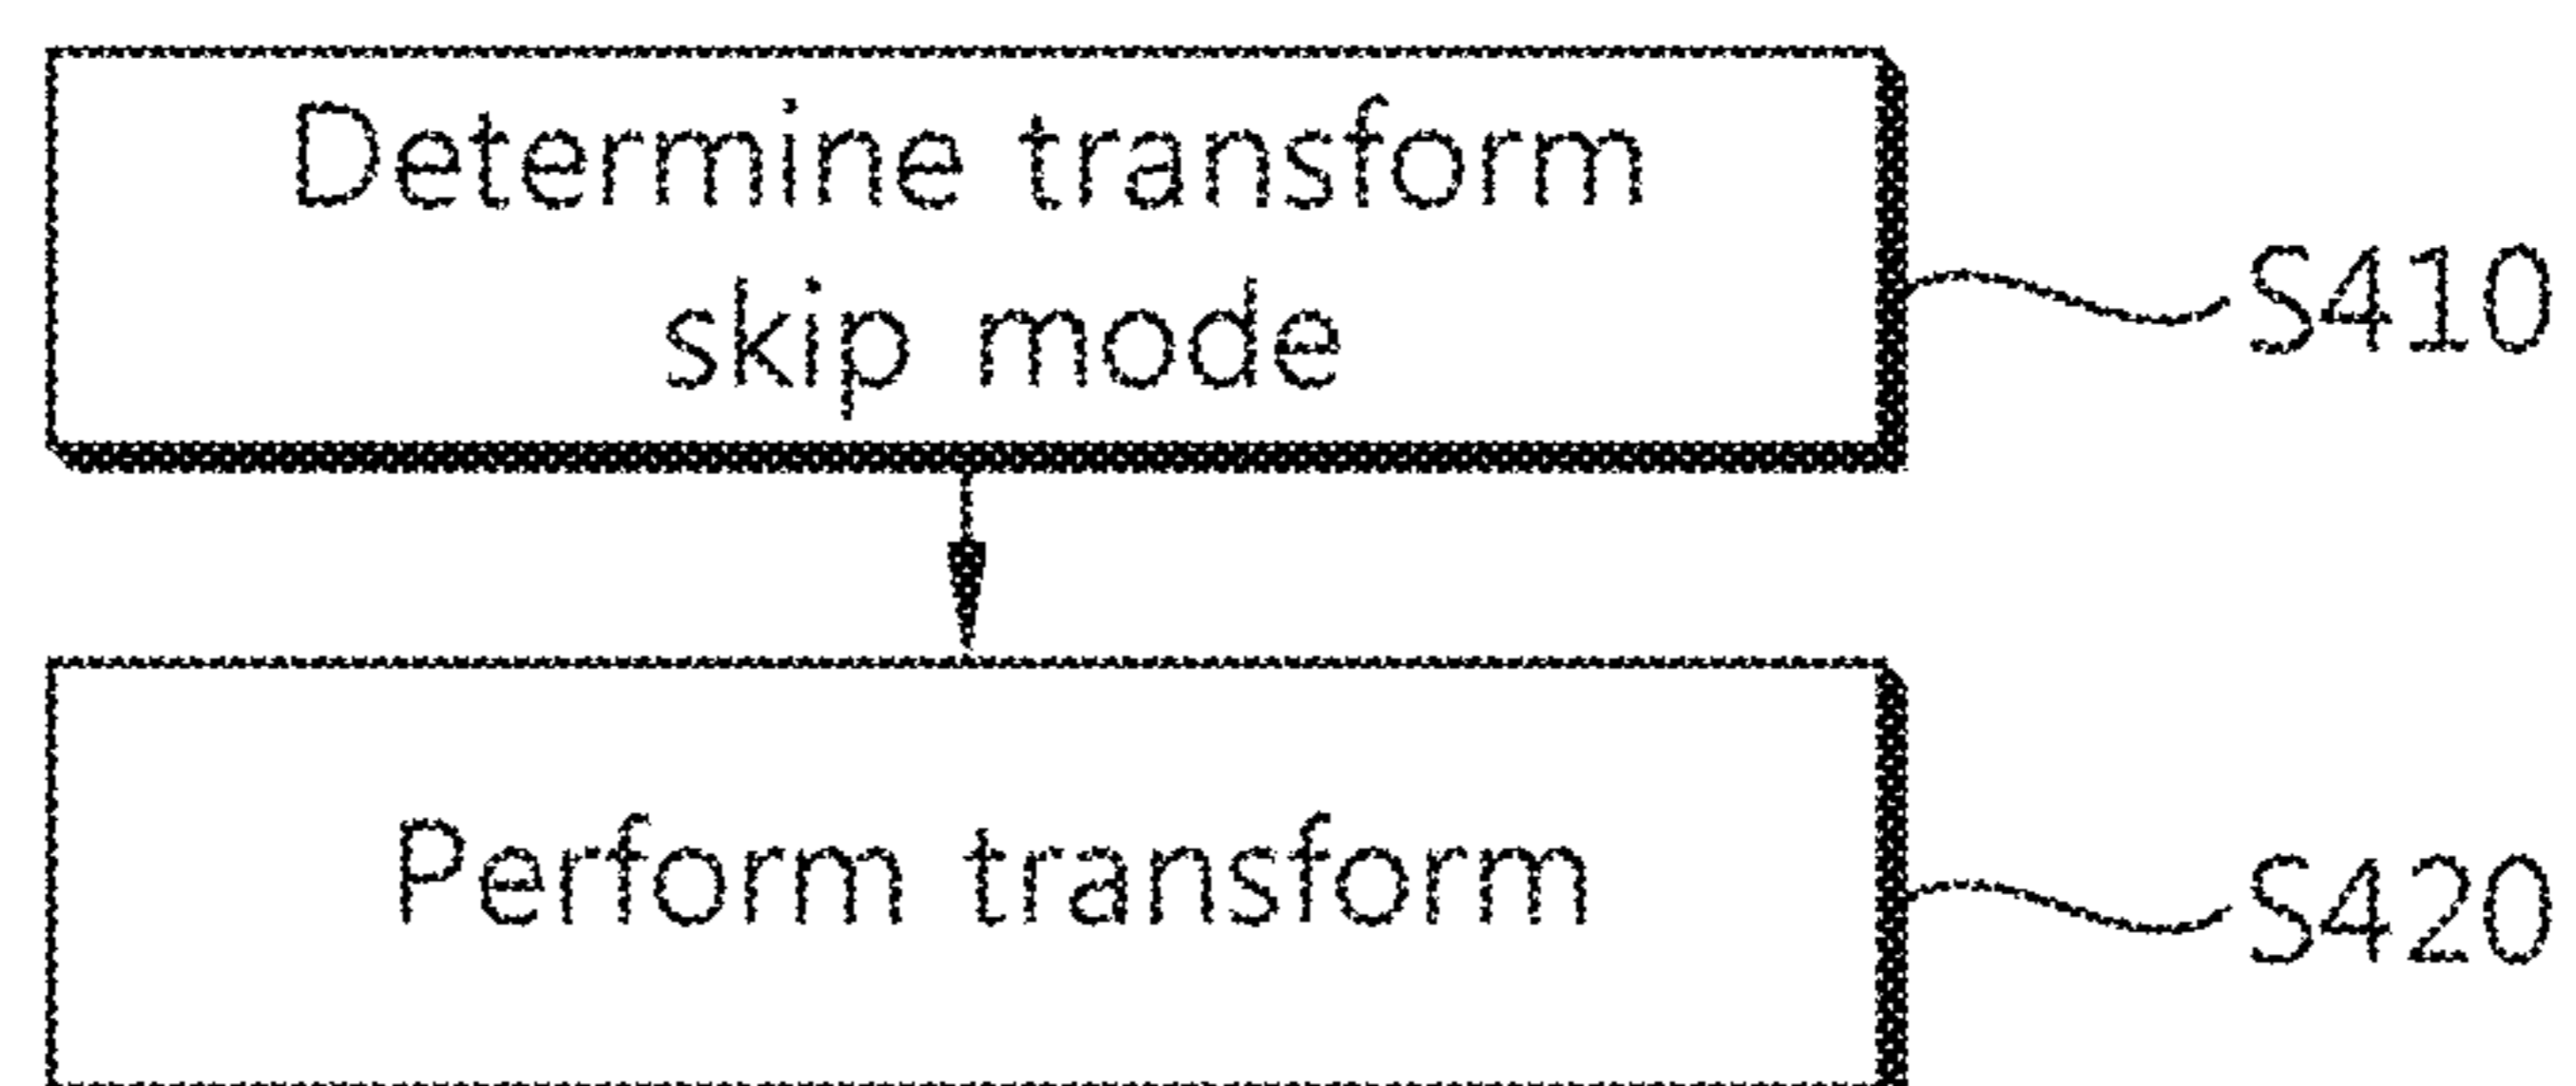 Determine transform
skip mode
S410
Perform transform
S420